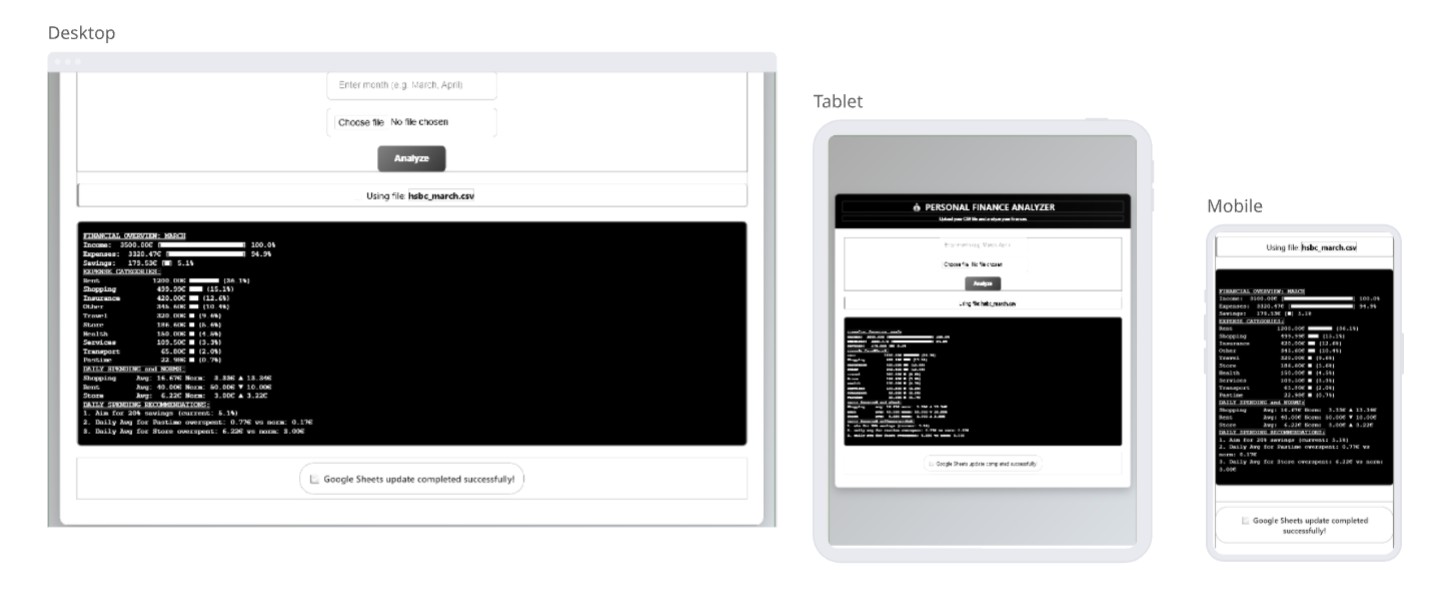 Desktop
Enter month (e.g. March, April)
Choose file No file chosen
Analyze
Using file: hsbc_march.csv
FINANCIAL OVERVIEW: MARCH
Income: 3500.00€ 100.0%
Expenses: 3320.47€ 94.9%
Savings: 179.53€ 5.1%
EXPENSE CATEGORIES:
Rent 1200.00€ (36.1%)
Shopping 499.99€ (15.1%)
Insurance 420.00€ (12.6%)
Other 345.60€ (10.4%)
Travel 320.00€ (9.6%)
Store 186.60€ (5.6%)
Health 150.00€ (4.5%)
Services 109.50€ (3.3%)
Transport 65.80€ (2.0%)
Pastime 22.98€ (0.7%)
DAILY SPENDING and NORMS:
Shopping Avg: 16.67€ Norm: 3.33€ ▲ 13.34€
Rent Avg: 40.00€ Norm: 50.00€ ▼ 10.00€
Store Avg: 6.22€ Norm: 3.00€ ▲ 3.22€
DAILY SPENDING RECOMMENDATIONS:
1. Aim for 20% savings (current: 5.1%)
2. Daily Avg for Pastime overspent: 0.77€ vs norm: 0.17€
3. Daily Avg for Store overspent: 6.22€ vs norm: 3.00€
Google Sheets update completed successfully!
Tablet
PERSONAL FINANCE ANALYZER
Upload your CSV file and analyze your finances
Enter month (e.g. March, April)
Choose file No file chosen
Analyze
Using file: hsbc_march.csv
Google Sheets update completed successfully!
Mobile
Using file: hsbc_march.csv
FINANCIAL OVERVIEW: MARCH
Income: 3500.00€ 100.0%
Expenses: 3320.47€ 94.9%
Savings: 179.53€ 5.1%
EXPENSE CATEGORIES:
Rent 1200.00€ (36.1%)
Shopping 499.99€ (15.1%)
Insurance 420.00€ (12.6%)
Other 345.60€ (10.4%)
Travel 320.00€ (9.6%)
Store 186.60€ (5.6%)
Health 150.00€ (4.5%)
Services 109.50€ (3.3%)
Transport 65.80€ (2.0%)
Pastime 22.98€ (0.7%)
DAILY SPENDING and NORMS:
Shopping Avg: 16.67€ Norm: 3.33€ ▲ 13.34€
Rent Avg: 40.00€ Norm: 50.00€ ▼ 10.00€
Store Avg: 6.22€ Norm: 3.00€ ▲ 3.22€
DAILY SPENDING RECOMMENDATIONS:
1. Aim for 20% savings (current: 5.1%)
2. Daily Avg for Pastime overspent: 0.77€ vs
norm: 0.17€
3. Daily Avg for Store overspent: 6.22€ vs norm:
3.00€
Google Sheets update completed
successfully!